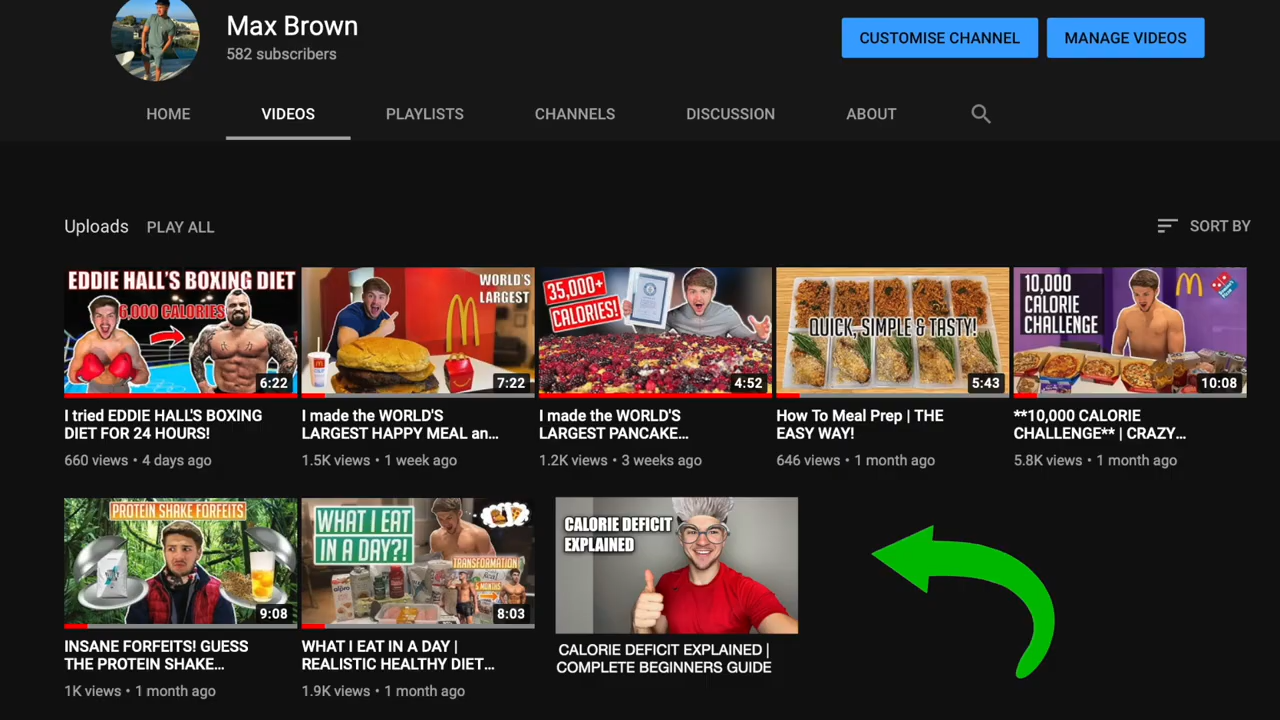 Max Brown
582 subscribers
CUSTOMISE CHANNEL
MANAGE VIDEOS
HOME
VIDEOS
PLAYLISTS
CHANNELS
DISCUSSION
ABOUT
Uploads
PLAY ALL
SORT BY
EDDIE HALL'S BOXING DIET
6,000 CALORIES
6:22
WORLD'S
LARGEST
7:22
35,000+
CALORIES!
4:52
QUICK, SIMPLE & TASTY!
5:43
10,000
CALORIE
CHALLENGE
10:08
I tried EDDIE HALL'S BOXING
DIET FOR 24 HOURS!
660 views • 4 days ago
I made the WORLD'S
LARGEST HAPPY MEAL an...
1.5K views • 1 week ago
I made the WORLD'S
LARGEST PANCAKE...
1.2K views • 3 weeks ago
How To Meal Prep | THE
EASY WAY!
646 views • 1 month ago
**10,000 CALORIE
CHALLENGE** | CRAZY...
5.8K views • 1 month ago
PROTEIN SHAKE FORFEITS
9:08
WHAT I EAT
IN A DAY?!
TRANSFORMATION
8:03
CALORIE DEFICIT
EXPLAINED
INSANE FORFEITS! GUESS
THE PROTEIN SHAKE...
1K views • 1 month ago
WHAT I EAT IN A DAY |
REALISTIC HEALTHY DIET...
1.9K views • 1 month ago
CALORIE DEFICIT EXPLAINED |
COMPLETE BEGINNERS GUIDE